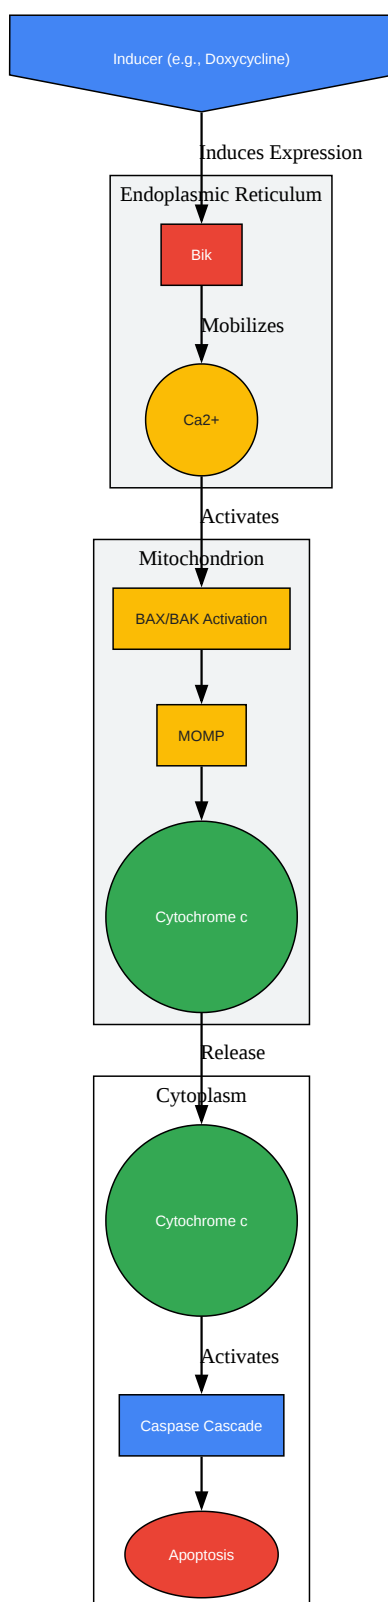 Inducer (e.g., Doxycycline)
Induces Expression
Endoplasmic Reticulum
Bik
Mobilizes
Ca2+
Activates
Mitochondrion
BAX/BAK Activation
MOMP
Cytochrome c
Release
Cytoplasm
Cytochrome c
Activates
Caspase Cascade
Apoptosis